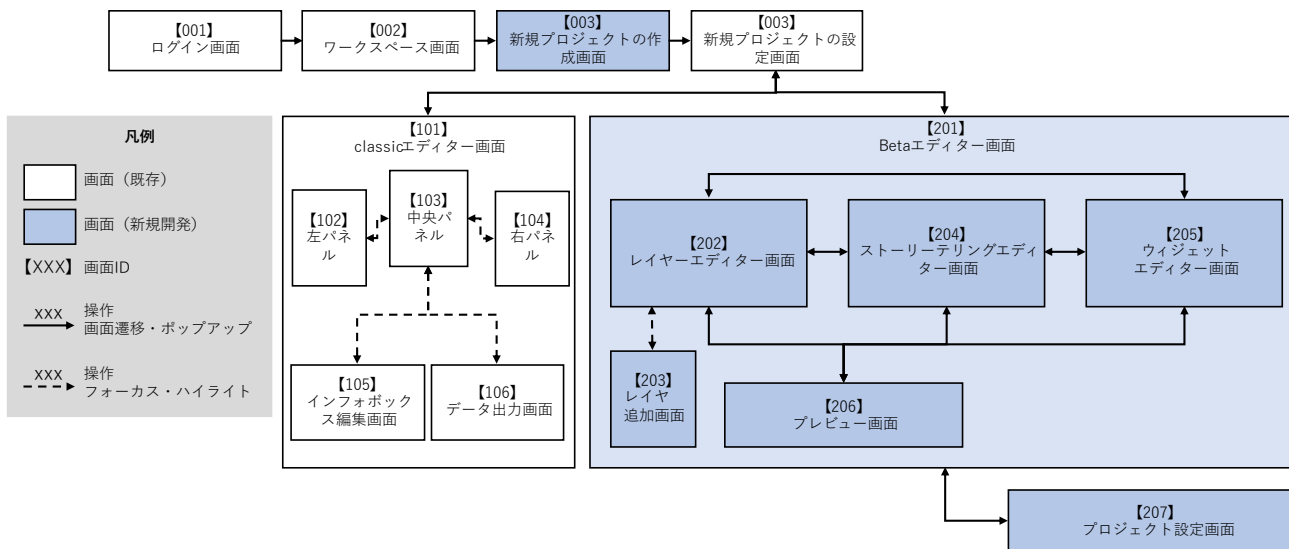 【001】
ログイン画面
【002】
ワークスペース画面
【003】
新規プロジェクトの作
成画面
【003】
新規プロジェクトの設
定画面
凡例
画面（既存）
画面（新規開発）
【XXX】 画面ID
XXX
操作
画面遷移・ポップアップ
XXX
操作
フォーカス・ハイライト
【101】
classicエディター画面
【102】
左パネ
ル
【103】
中央パ
ネル
【104】
右パネ
ル
【105】
インフォボック
ス編集画面
【106】
データ出力画面
【201】
Betaエディター画面
【202】
レイヤーエディター画面
【204】
ストーリーテリングエディ
ター画面
【205】
ウィジェット
エディター画面
【203】
レイヤ
追加画面
【206】
プレビュー画面
【207】
プロジェクト設定画面